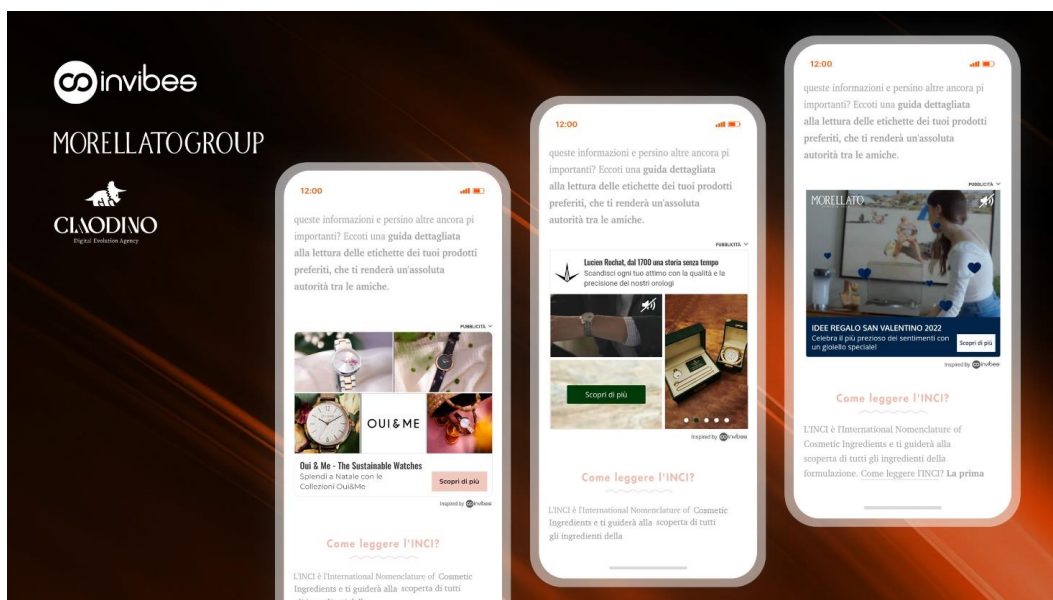 invibes
MORELLATOGROUP
CIAODINO
Digital Evolution Agency
12:00
queste informazioni e persino altre ancora pi
importanti? Eccoti una guida dettagliata
alla lettura delle etichette dei tuoi prodotti
preferiti, che ti renderà un'assoluta
autorità tra le amiche.
PUBBLICITÀ
OUI & ME
Oui & Me - The Sustainable Watches
Splendi a Natale con le
Collezioni Oui&Me
Scopri di più
Inspired by invibes
Come leggere l'INCI?
L'INCI è l'International Nomenclature of Cosmetic
Ingredients e ti guiderà alla scoperta di tutti
12:00
queste informazioni e persino altre ancora pi
importanti? Eccoti una guida dettagliata
alla lettura delle etichette dei tuoi prodotti
preferiti, che ti renderà un'assoluta
autorità tra le amiche.
PUBBLICITÀ
Lucien Rochat, dal 1700 una storia senza tempo
Scandisci ogni tuo attimo con la qualità e la
precisione dei nostri orologi
Scopri di più
Inspired by invibes
Come leggere l'INCI?
L'INCI è l'International Nomenclature of Cosmetic
Ingredients e ti guiderà alla scoperta di tutti
gli ingredienti della
12:00
queste informazioni e persino altre ancora pi
importanti? Eccoti una guida dettagliata
alla lettura delle etichette dei tuoi prodotti
preferiti, che ti renderà un'assoluta
autorità tra le amiche.
PUBBLICITÀ
MORELLATO
IDEE REGALO SAN VALENTINO 2022
Celebra il più prezioso dei sentimenti con
un gioiello speciale!
Scopri di più
Inspired by invibes
Come leggere l'INCI?
L'INCI è l'International Nomenclature of
Cosmetic Ingredients e ti guiderà alla
scoperta di tutti gli ingredienti della
formulazione. Come leggere l'INCI? La prima